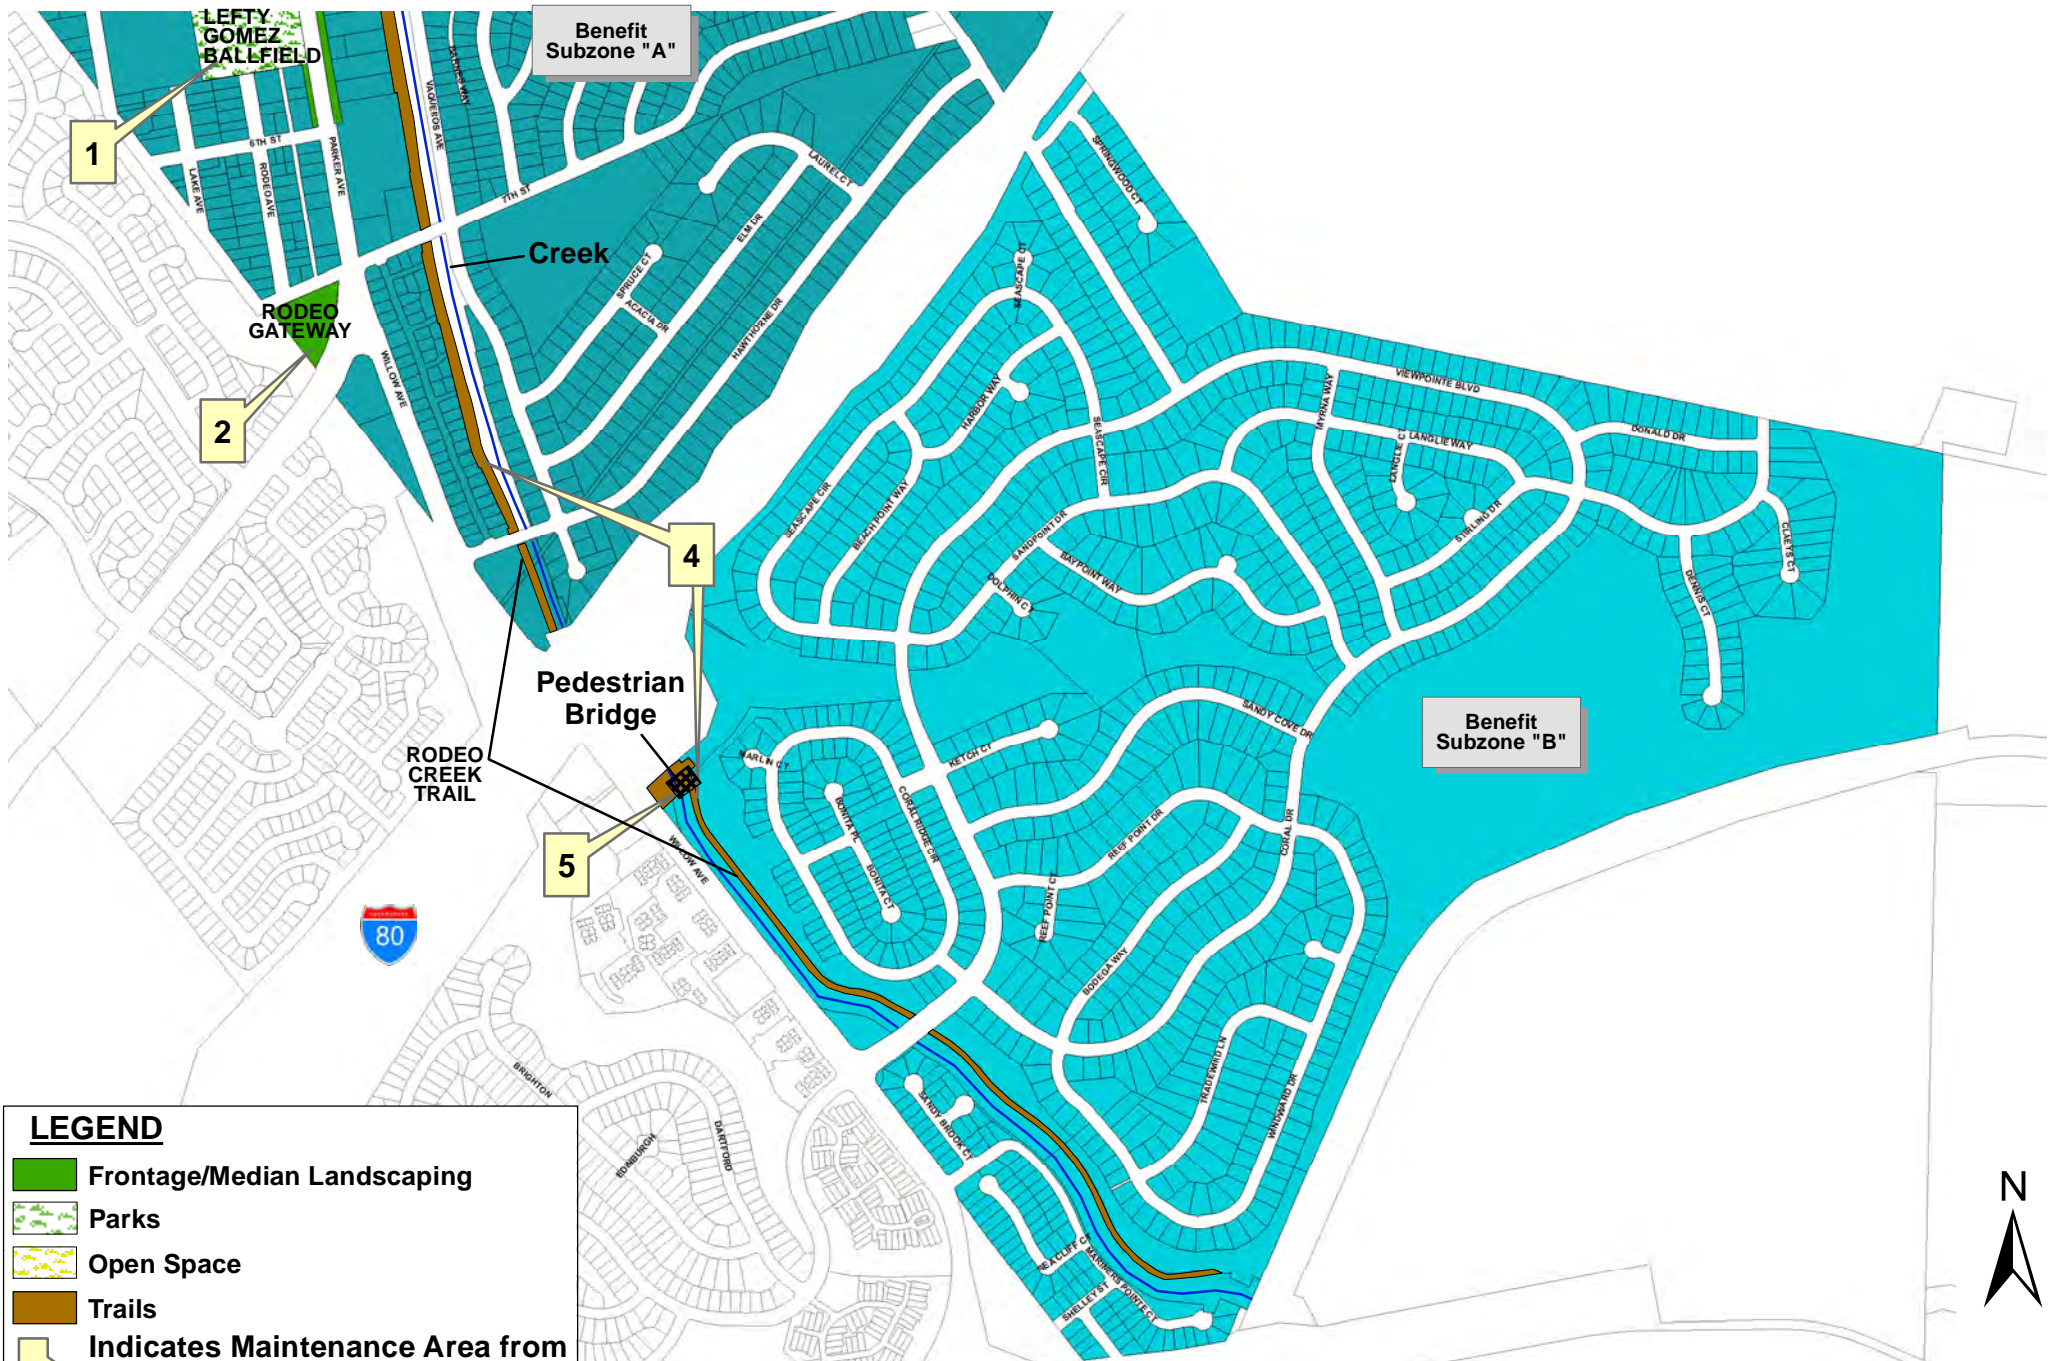 LEFTY
GOMEZ
BALLFIELD
Benefit
Subzone "A"
BARNES WAY
VAQUEROS AVE
1
6TH ST
PARKER AVE
LAKE AVE
RODEO AVE
7TH ST
LAUREL CT
ELM DR
SPRUCE CT
ACACIA DR
HAWTHORNE DR
Creek
RODEO
GATEWAY
WILLOW AVE
2
SPRINGWOOD CT
SEASCAPE CT
HARBOR WAY
SEASCAPE CIR
VIEWPOINTE BLVD
MYRNA WAY
LANGLIE WAY
LANGLIE CT
DONALD DR
STIRLING DR
CLAEYS CT
DENNIS CT
SEASCAPE CIR
BEACH POINT WAY
SANDPOINT DR
BAYPOINT WAY
DOLPHIN CT
4
Pedestrian
Bridge
RODEO
CREEK
TRAIL
5
WILLOW AVE
MARLIN CT
BONITA PL
BONITA CT
CORAL RIDGE CIR
KETCH CT
SANDY COVE DR
REEF POINT DR
REEF POINT CT
CORAL DR
Benefit
Subzone "B"
BODEGA WAY
TRADEWIND LN
WINDWARD DR
80
BRIGHTON
EDINBURGH
DARTFORD
SANDY BROOK CT
SEACLIFF CT
MARINERS POINTE CT
SHELLEY ST
LEGEND
Frontage/Median Landscaping
Parks
Open Space
Trails
Indicates Maintenance Area from
N